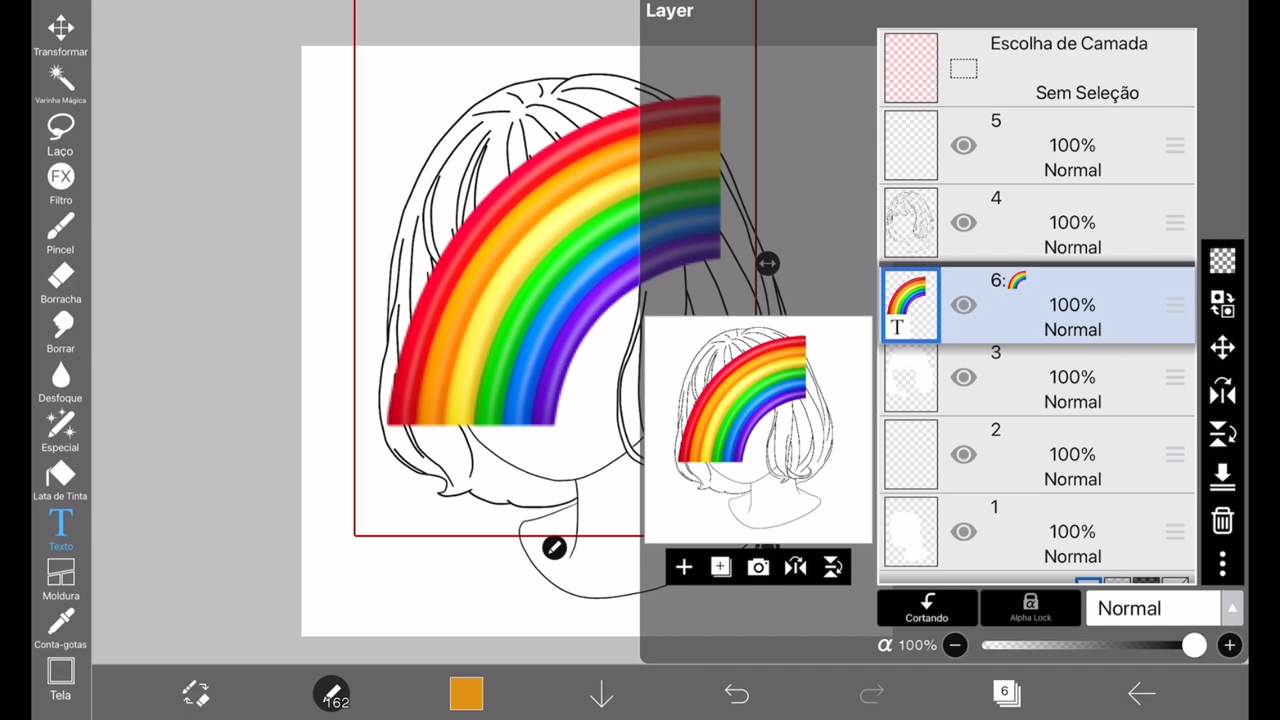 Layer
Transformar
Varinha Mágica
Laço
FX
Filtro
Pincel
Borracha
Borrar
Desfoque
Especial
Lata de Tinta
T
Texto
Moldura
Conta-gotas
Tela
Escolha de Camada
Sem Seleção
5
100%
Normal
4
100%
Normal
6:
100%
Normal
T
3
100%
Normal
2
100%
Normal
1
100%
Normal
Cortando
α
Alpha Lock
Normal
α 100%
162
6